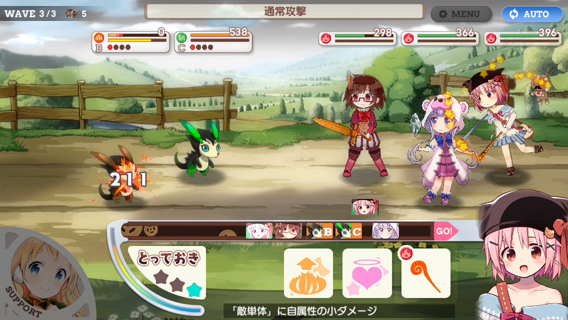 WAVE 3/3 5
通常攻撃
MENU
AUTO
B 0
C 538
298
366
396
211
B C GO!
とっておき
SUPPORT
「敵単体」に自属性の小ダメージ